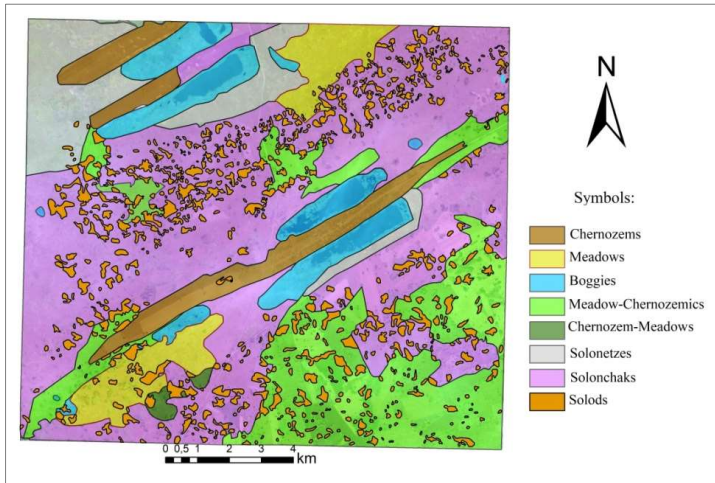 N
Symbols:
Chernozems
Meadows
Boggies
Meadow-Chernozemics
Chernozem-Meadows
Solonetzes
Solonchaks
Solods
0 0,5 1 2 3 4
km